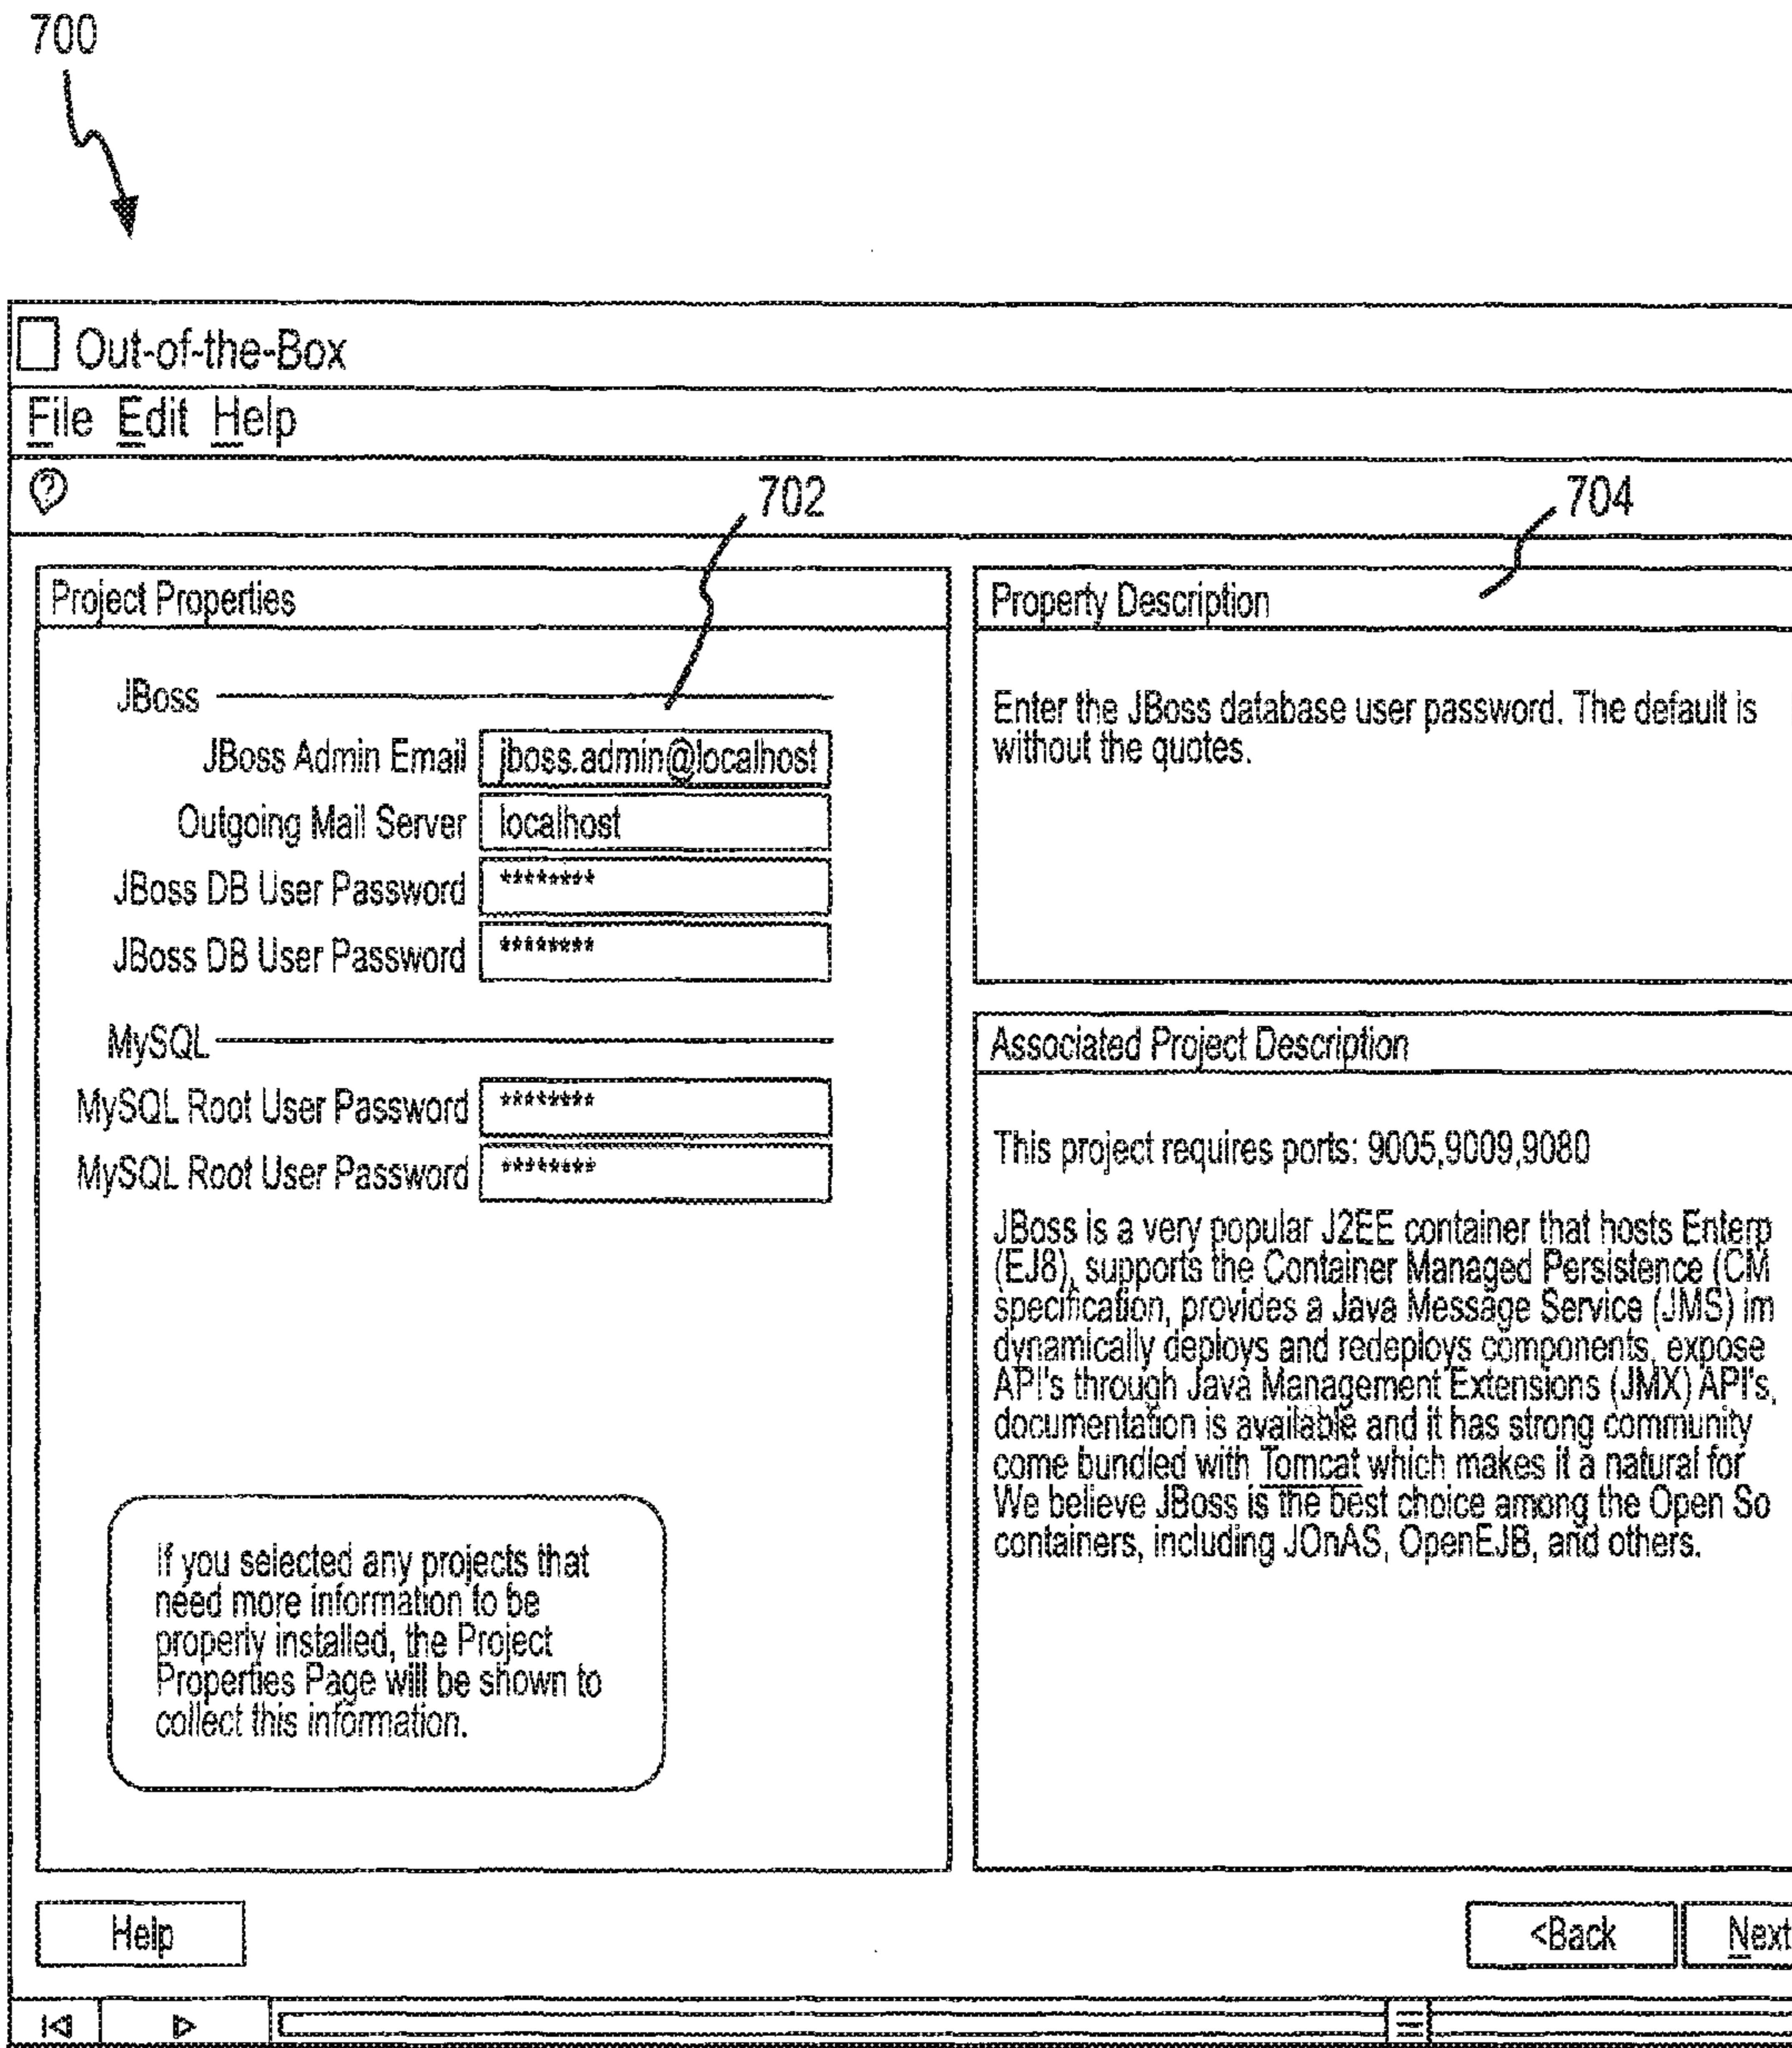 700
Out-of-the-Box
File Edit Help
?
702
704
Project Properties
JBoss
JBoss Admin Email jboss.admin@localhost
Outgoing Mail Server localhost
JBoss DB User Password ********
JBoss DB User Password ********
MySQL
MySQL Root User Password ********
MySQL Root User Password ********
If you selected any projects that
need more information to be
properly installed, the Project
Properties Page will be shown to
collect this information.
Property Description
Enter the JBoss database user password. The default is
without the quotes.
Associated Project Description
This project requires ports: 9005,9009,9080
JBoss is a very popular J2EE container that hosts Enterp
(EJ8), supports the Container Managed Persistence (CM
specification, provides a Java Message Service (JMS) im
dynamically deploys and redeploys components, expose
API's through Java Management Extensions (JMX) API's,
documentation is available and it has strong community
come bundled with Tomcat which makes it a natural for
We believe JBoss is the best choice among the Open So
containers, including JOnAS, OpenEJB, and others.
Help
<Back
Next